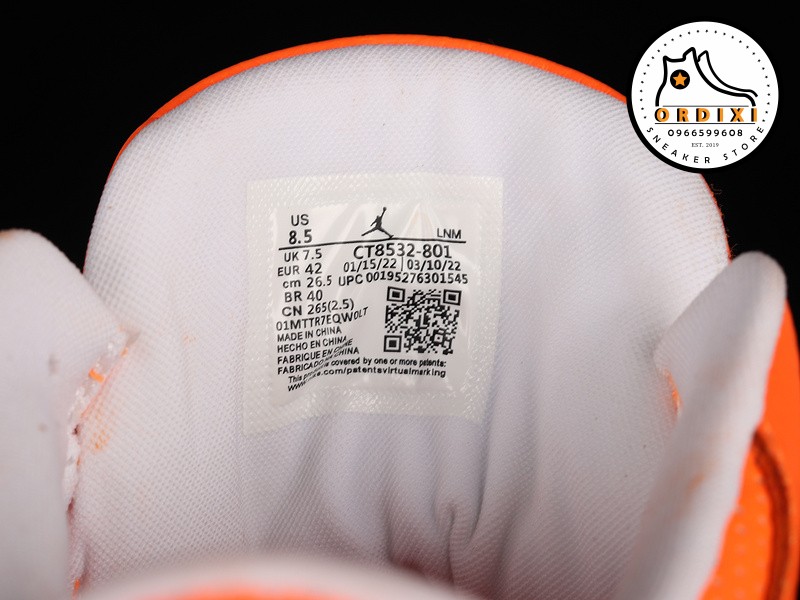 ORDIXI
0966599608
EST. 2019
SNEAKER STORE
US
8.5
LNM
UK 7.5
CT8532-801
EUR 42
01/15/22 | 03/10/22
cm 26.5
UPC 00195276301545
BR 40
CN 265(2.5)
01MTTR7EQW0LT
MADE IN CHINA
HECHO EN CHINA
FABRIQUE EN CHINE
FABRICADO EN CHINA
This product is covered by one or more patents:
www.nike.com/patentsvirtualmarking